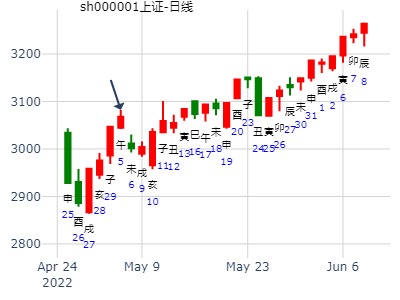 sh000001上证-日线
3200
3100
3000
2900
2800
申
25
酉
26
戌
27
亥
28
子
29
午
5
未
6
戌
9
亥
10
子
11
丑
12
寅
13
巳
16
午
17
未
18
申
19
酉
20
子
23
丑
24
寅
25
卯
26
辰
27
未
30
申
31
酉
1
戌
2
寅
6
卯
7
辰
8
Apr 24
2022
May 9
May 23
Jun 6